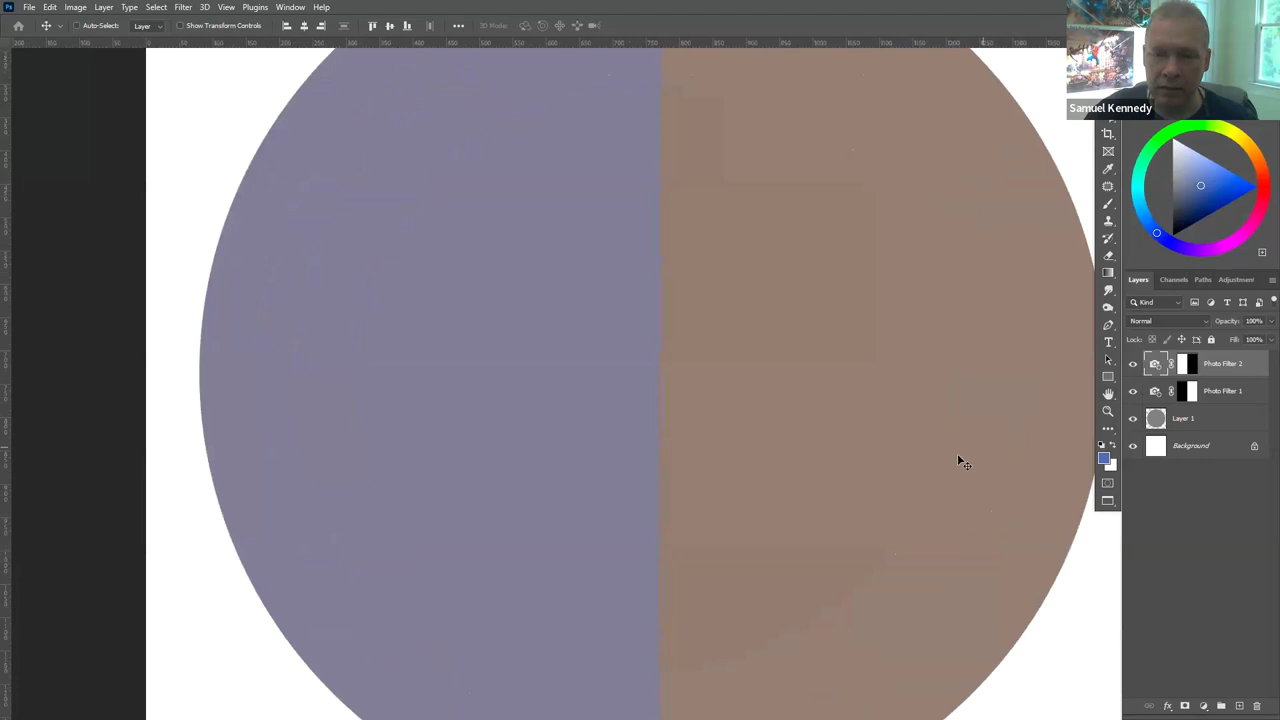 Ps File Edit Image Layer Type Select Filter 3D View Plugins Window Help
Auto-Select: Layer Show Transform Controls 3D Mode:
Samuel Kennedy
Layers Channels Paths Adjustment
Kind
Normal Opacity: 100%
Lock: Fill: 100%
Photo Filter 2
Photo Filter 1
Layer 1
Background
fx